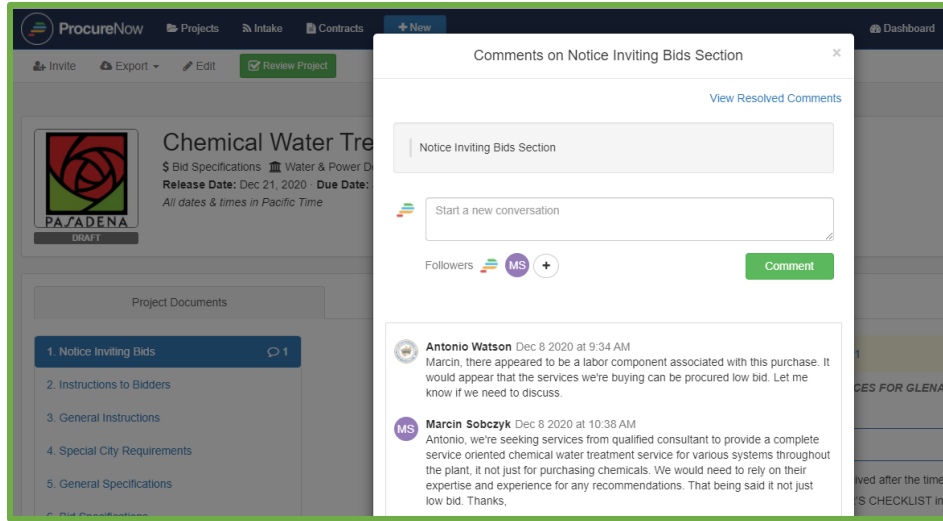 ProcureNow Projects Intake Contracts + New Dashboard
Invite Export Edit Review Project
PASADENA
DRAFT
Chemical Water Tre
$ Bid Specifications Water & Power D
Release Date: Dec 21, 2020 · Due Date:
All dates & times in Pacific Time
Project Documents
1. Notice Inviting Bids 1
2. Instructions to Bidders
3. General Instructions
4. Special City Requirements
5. General Specifications
6. Bid Specifications
Comments on Notice Inviting Bids Section ×
View Resolved Comments
Notice Inviting Bids Section
Start a new conversation
Followers MS +
Comment
Antonio Watson Dec 8 2020 at 9:34 AM
Marcin, there appeared to be a labor component associated with this purchase. It
would appear that the services we're buying can be procured low bid. Let me
know if we need to discuss.
MS
Marcin Sobczyk Dec 8 2020 at 10:38 AM
Antonio, we're seeking services from qualified consultant to provide a complete
service oriented chemical water treatment service for various systems throughout
the plant, it not just for purchasing chemicals. We would need to rely on their
expertise and experience for any recommendations. That being said it not just
low bid. Thanks,
1
CES FOR GLENA
ived after the time
'S CHECKLIST in